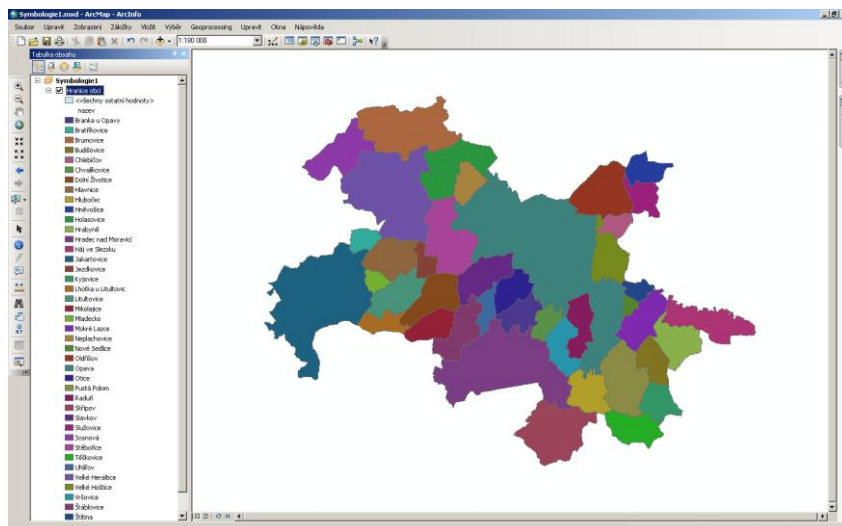 Symbologie1.mxd - ArcMap - ArcInfo
Soubor Upravit Zobrazení Záložky Vložit Výběr Geoprocessing Upravit Okna Nápověda
1:180 000
Tabulka obsahu
Symbologie1
Hranice obcí
<všechny ostatní hodnoty>
nazev
Branka u Opavy
Bratříkovice
Brumovice
Budišovice
Chlebičov
Chvalíkovice
Dolní Životice
Hlavnice
Hlubočec
Hněvošice
Holasovice
Hrabyně
Hradec nad Moravicí
Háj ve Slezsku
Jakartovice
Jezdkovice
Kyjovice
Lhotka u Litultovic
Litultovice
Mikolajice
Mladecko
Mokré Lazce
Neplachovice
Nové Sedlice
Oldřišov
Opava
Otice
Pustá Polom
Raduň
Skřipov
Slavkov
Služovice
Sosnová
Stěbořice
Těškovice
Uhlířov
Velké Heraltice
Velké Hoštice
Vršovice
Štáblovice
Štítina